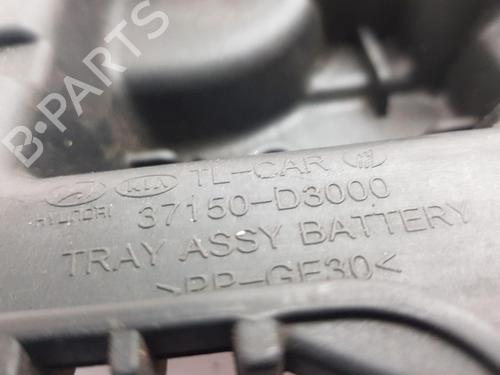 B-PARTS
HYUNDAI KIA TL-CAR
37150-D3000
TRAY ASSY BATTERY
>PP-GF30<